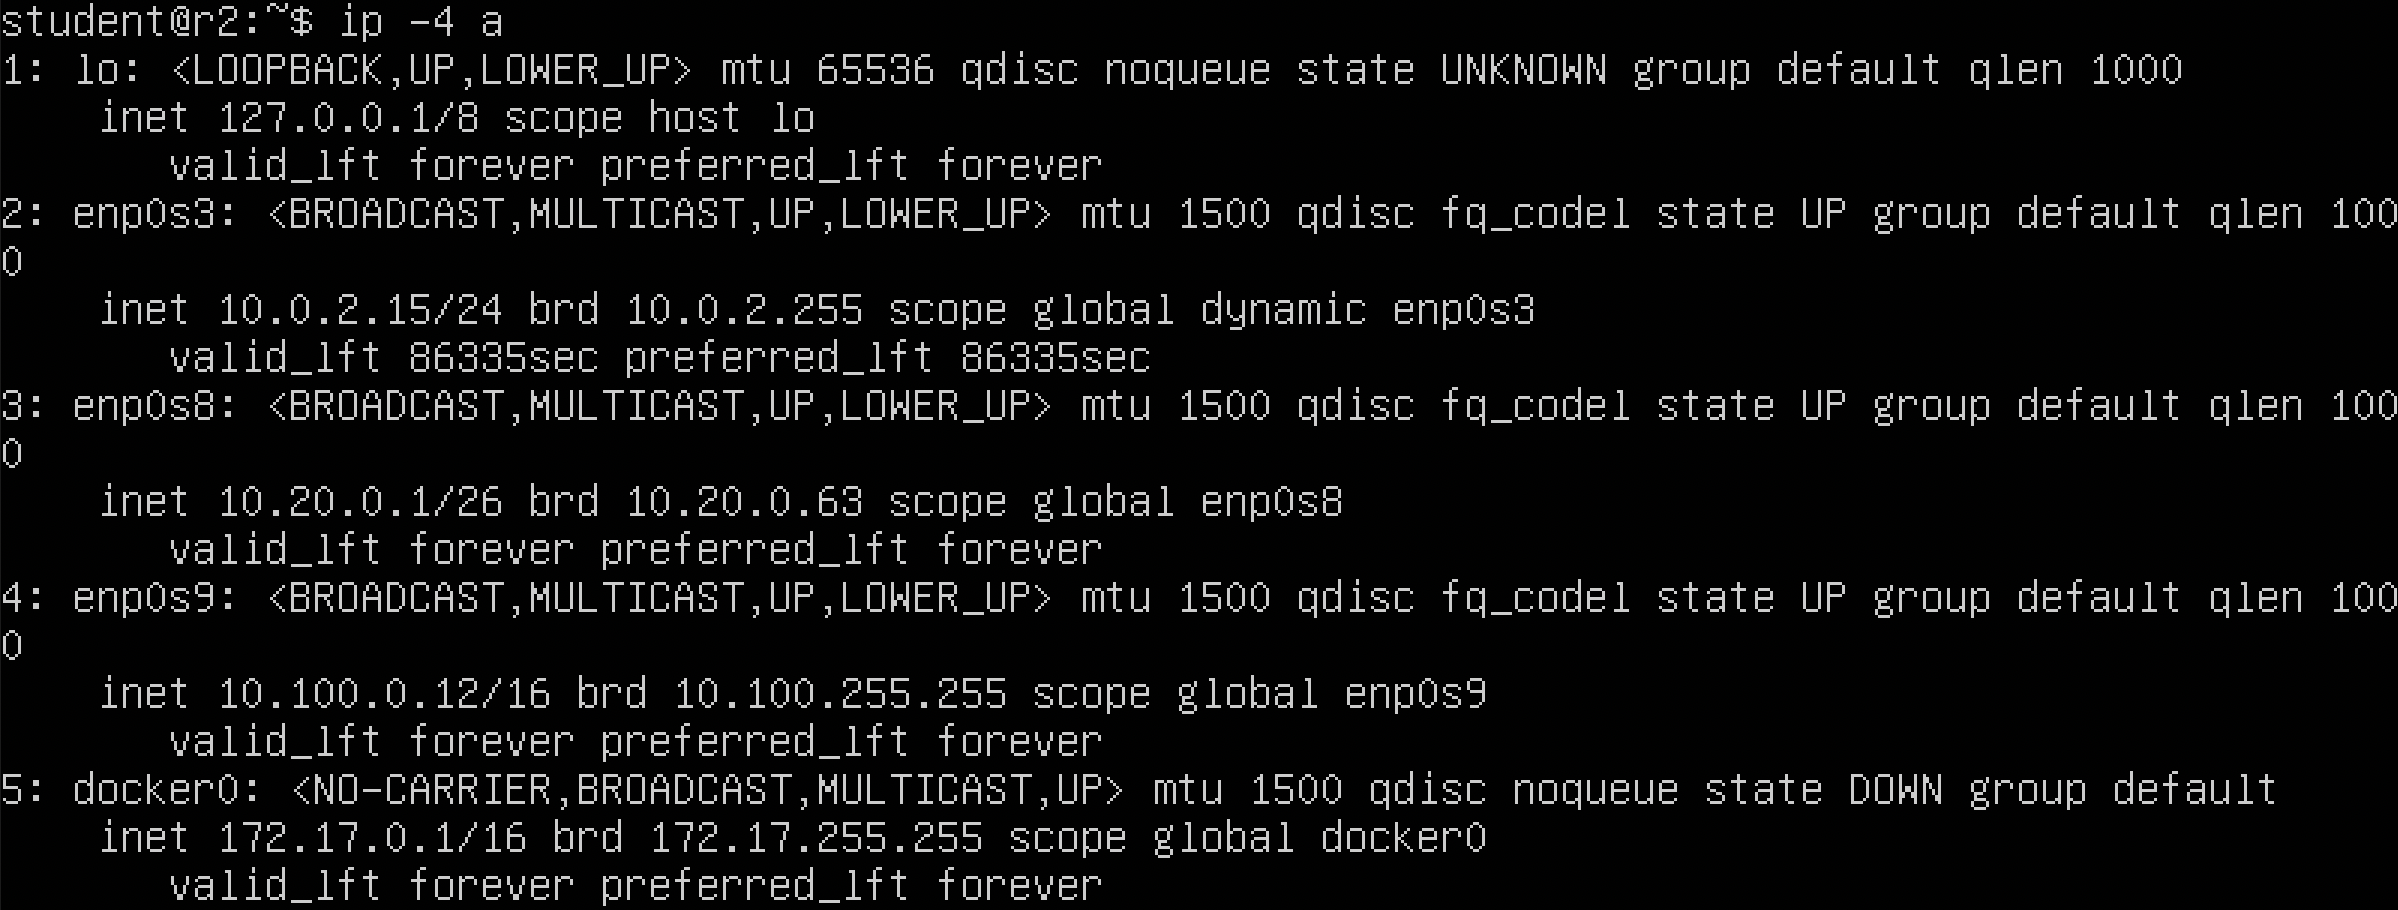 student@r2:~$ ip -4 a
1: lo: <LOOPBACK,UP,LOWER_UP> mtu 65536 qdisc noqueue state UNKNOWN group default qlen 1000
    inet 127.0.0.1/8 scope host lo
       valid_lft forever preferred_lft forever
2: enp0s3: <BROADCAST,MULTICAST,UP,LOWER_UP> mtu 1500 qdisc fq_codel state UP group default qlen 100
0
    inet 10.0.2.15/24 brd 10.0.2.255 scope global dynamic enp0s3
       valid_lft 86335sec preferred_lft 86335sec
3: enp0s8: <BROADCAST,MULTICAST,UP,LOWER_UP> mtu 1500 qdisc fq_codel state UP group default qlen 100
0
    inet 10.20.0.1/26 brd 10.20.0.63 scope global enp0s8
       valid_lft forever preferred_lft forever
4: enp0s9: <BROADCAST,MULTICAST,UP,LOWER_UP> mtu 1500 qdisc fq_codel state UP group default qlen 100
0
    inet 10.100.0.12/16 brd 10.100.255.255 scope global enp0s9
       valid_lft forever preferred_lft forever
5: docker0: <NO-CARRIER,BROADCAST,MULTICAST,UP> mtu 1500 qdisc noqueue state DOWN group default
    inet 172.17.0.1/16 brd 172.17.255.255 scope global docker0
       valid_lft forever preferred_lft forever